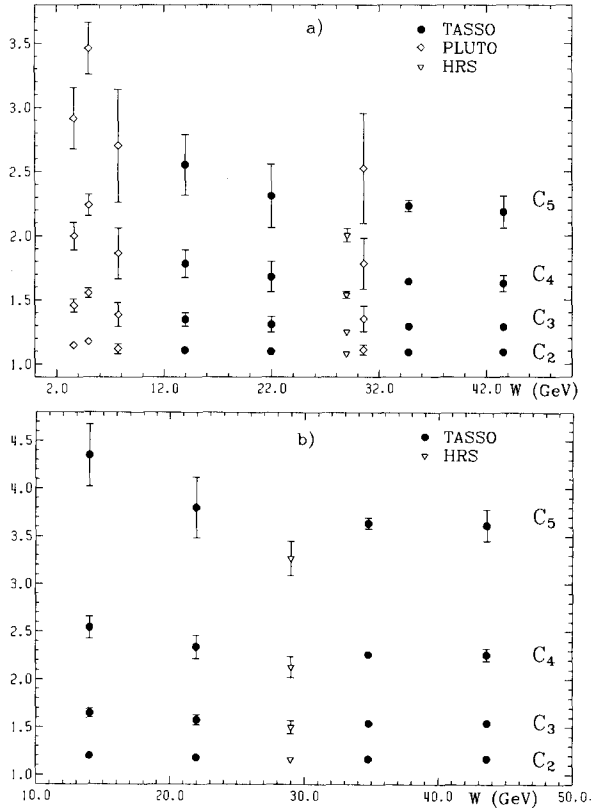 a)
● TASSO
◇ PLUTO
▽ HRS
3.5
3.0
2.5
2.0
1.5
1.0
C5
C4
C3
C2
2.0 12.0 22.0 32.0 42.0 W (GeV)
b)
● TASSO
▽ HRS
4.5
4.0
3.5
3.0
2.5
2.0
1.5
1.0
C5
C4
C3
C2
10.0 20.0 30.0 40.0 W (GeV) 50.0